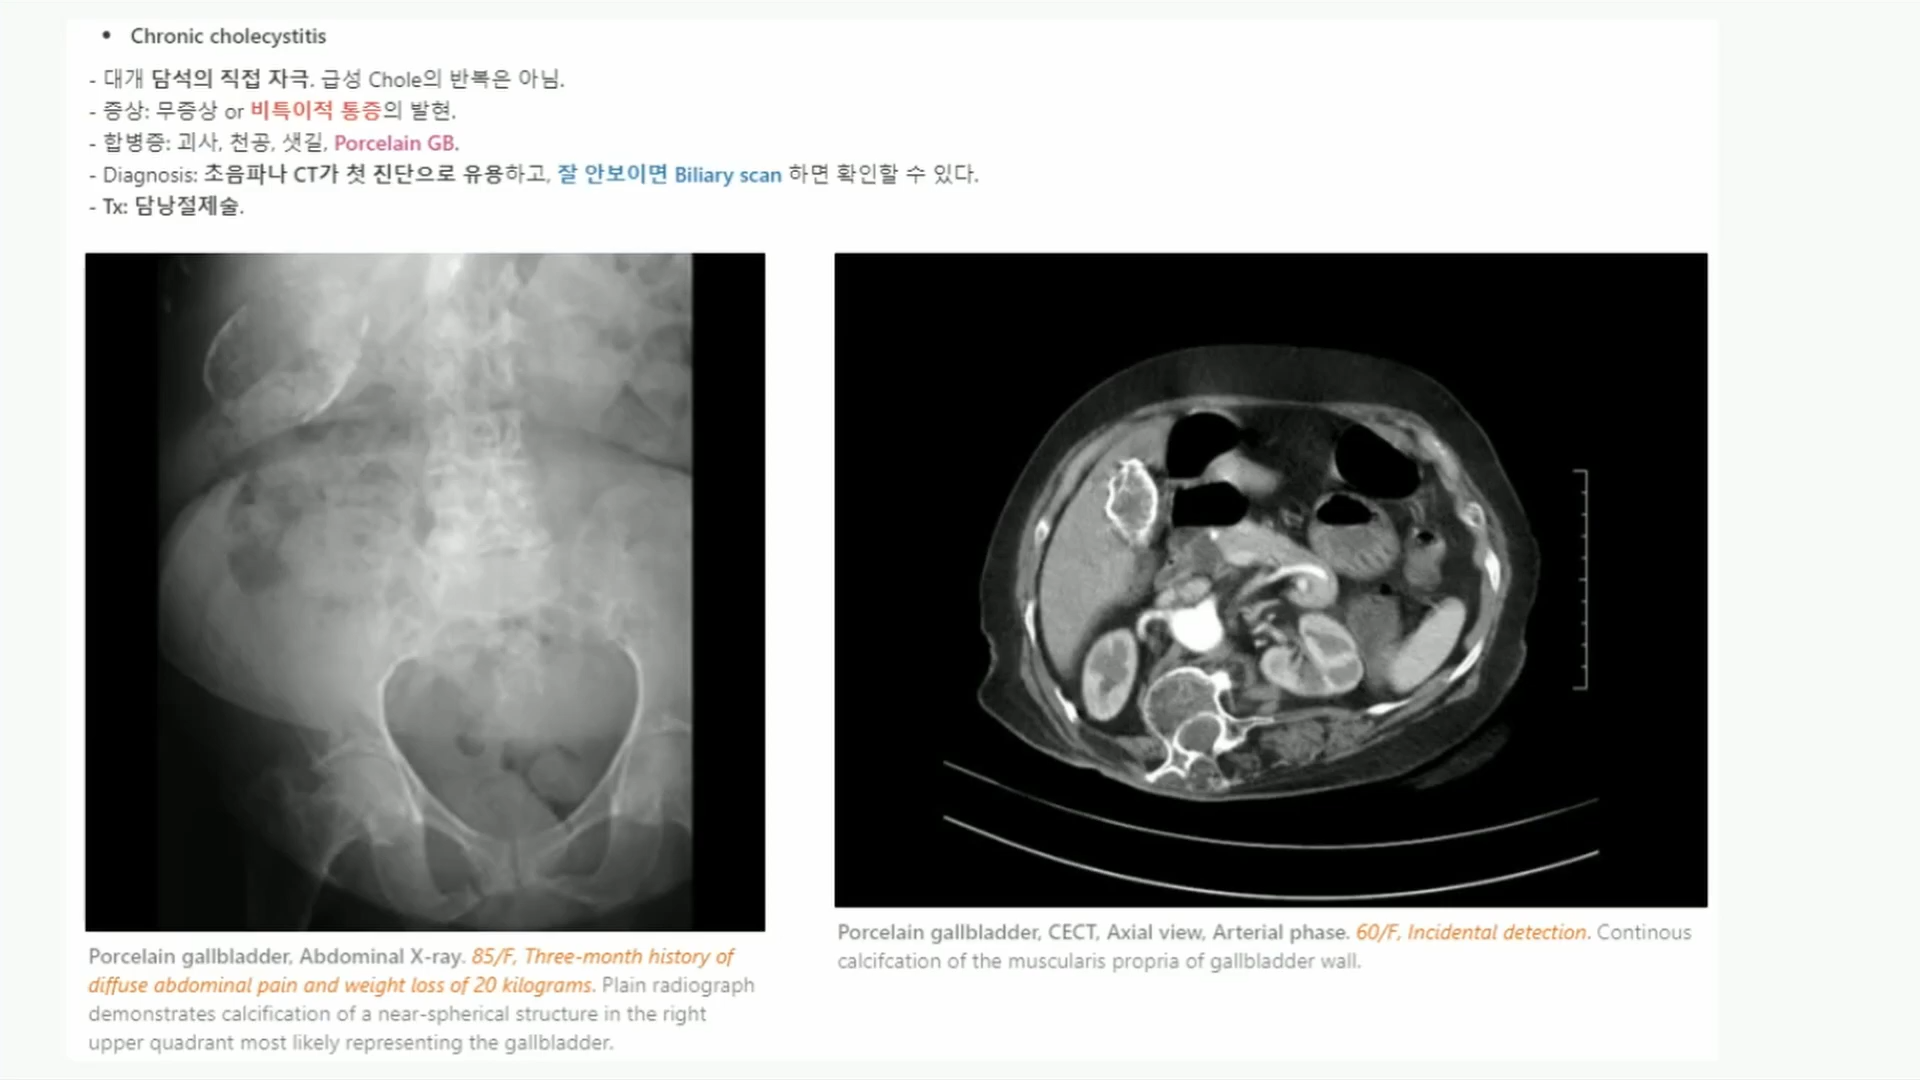 • Chronic cholecystitis
- 대개 담석의 직접 자극. 급성 Chole의 반복은 아님.
- 증상: 무증상 or 비특이적 통증의 발현.
- 합병증: 괴사, 천공, 샛길, Porcelain GB.
- Diagnosis: 초음파나 CT가 첫 진단으로 유용하고, 잘 안보이면 Biliary scan 하면 확인할 수 있다.
- Tx: 담낭절제술.
Porcelain gallbladder, Abdominal X-ray. 85/F, Three-month history of
diffuse abdominal pain and weight loss of 20 kilograms. Plain radiograph
demonstrates calcification of a near-spherical structure in the right
upper quadrant most likely representing the gallbladder.
Porcelain gallbladder, CECT, Axial view, Arterial phase. 60/F, Incidental detection. Continous
calcifcation of the muscularis propria of gallbladder wall.